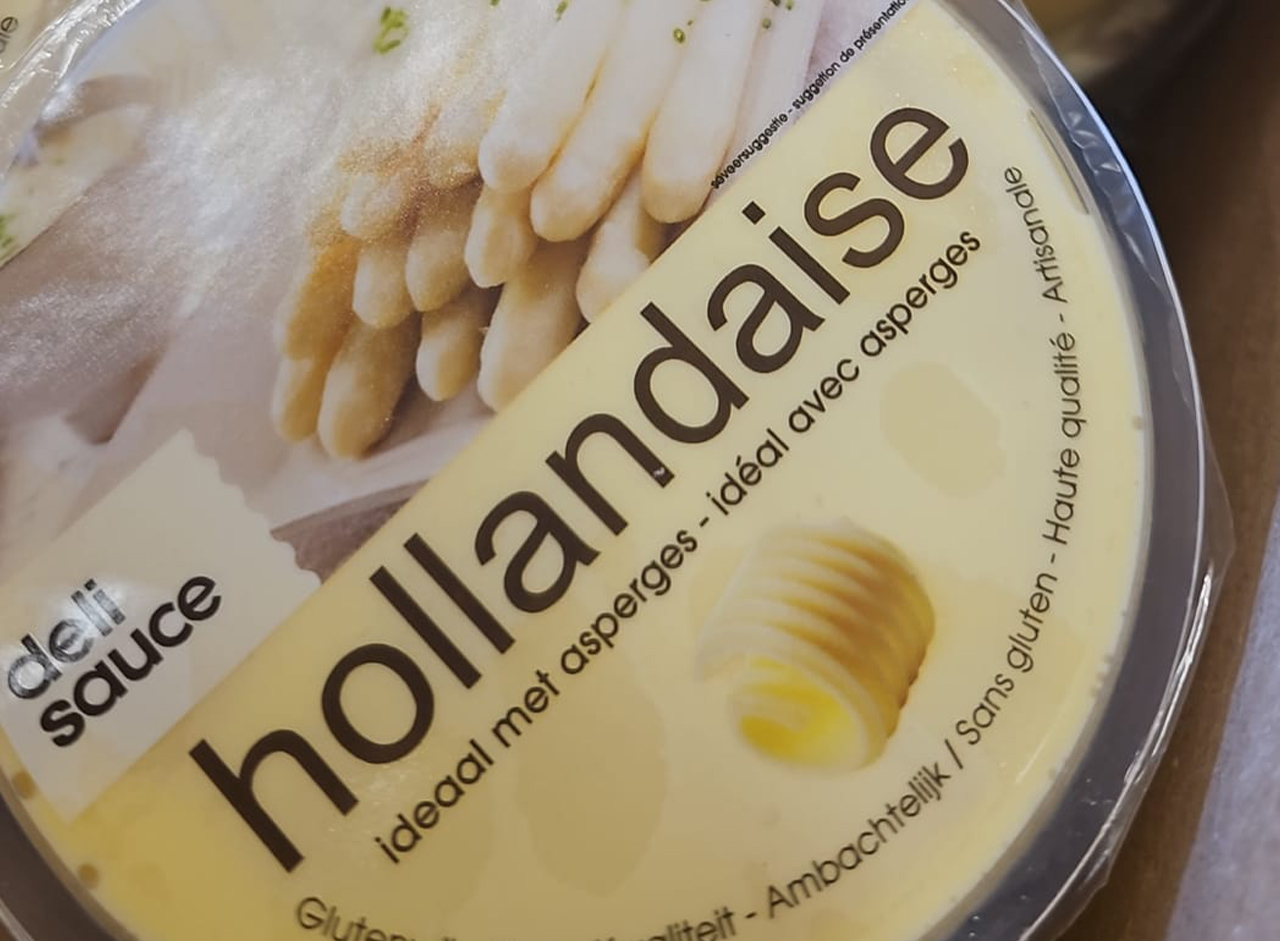 serveersuggestie - suggestion de présentation
hollandaise
ideaal met asperges - idéal avec asperges
deli
sauce
Ambachtelijk / Sans gluten - Haute qualité - Artisanale